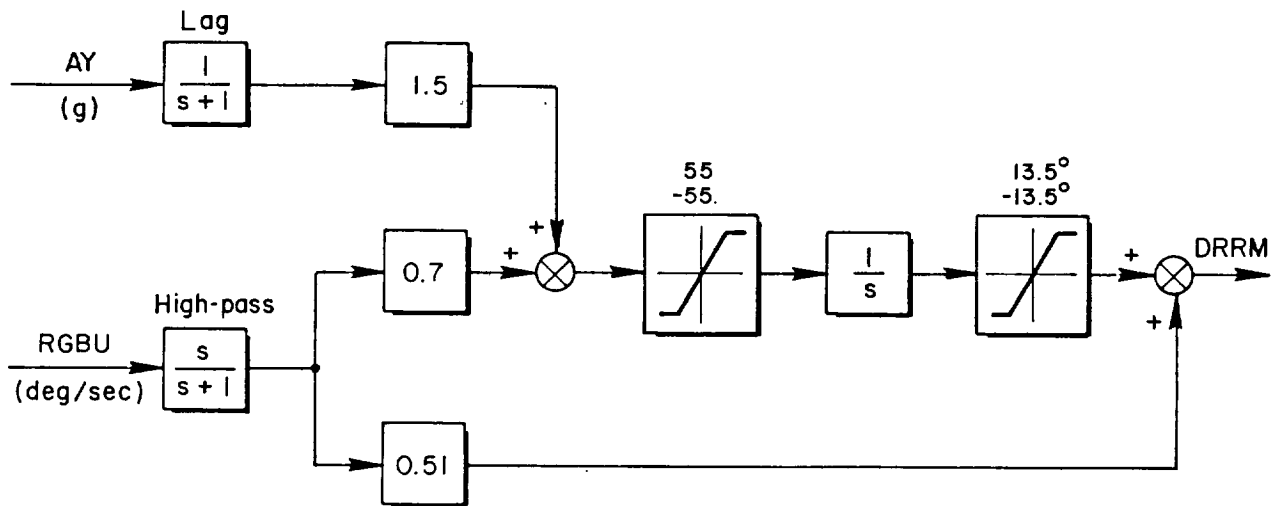 Lag
AY
(g)
1
s + 1
1.5
+
55
-55.
13.5°
-13.5°
0.7
+
1
s
+
DRRM
+
High-pass
RGBU
(deg/sec)
s
s + 1
0.51